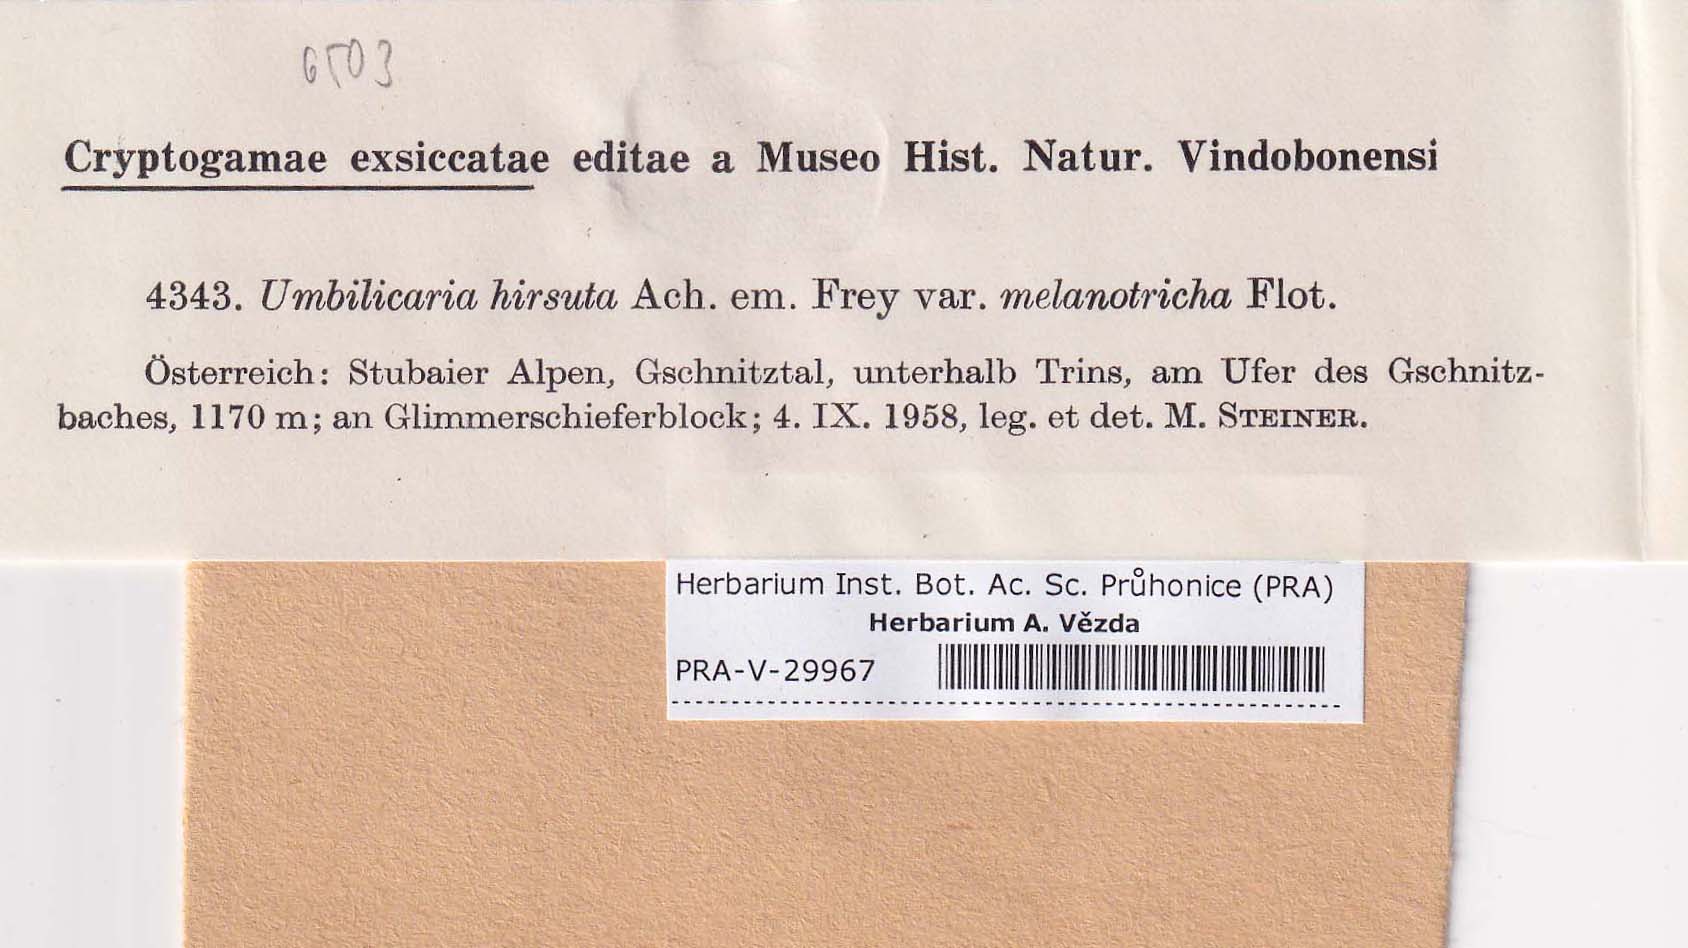 6503
Cryptogamae exsiccatae editae a Museo Hist. Natur. Vindobonensi
4343. Umbilicaria hirsuta Ach. em. Frey var. melanotricha Flot.
Österreich: Stubaier Alpen, Gschnitztal, unterhalb Trins, am Ufer des Gschnitz-
baches, 1170 m; an Glimmerschieferblock; 4. IX. 1958, leg. et det. M. STEINER.
Herbarium Inst. Bot. Ac. Sc. Průhonice (PRA)
Herbarium A. Vězda
PRA-V-29967